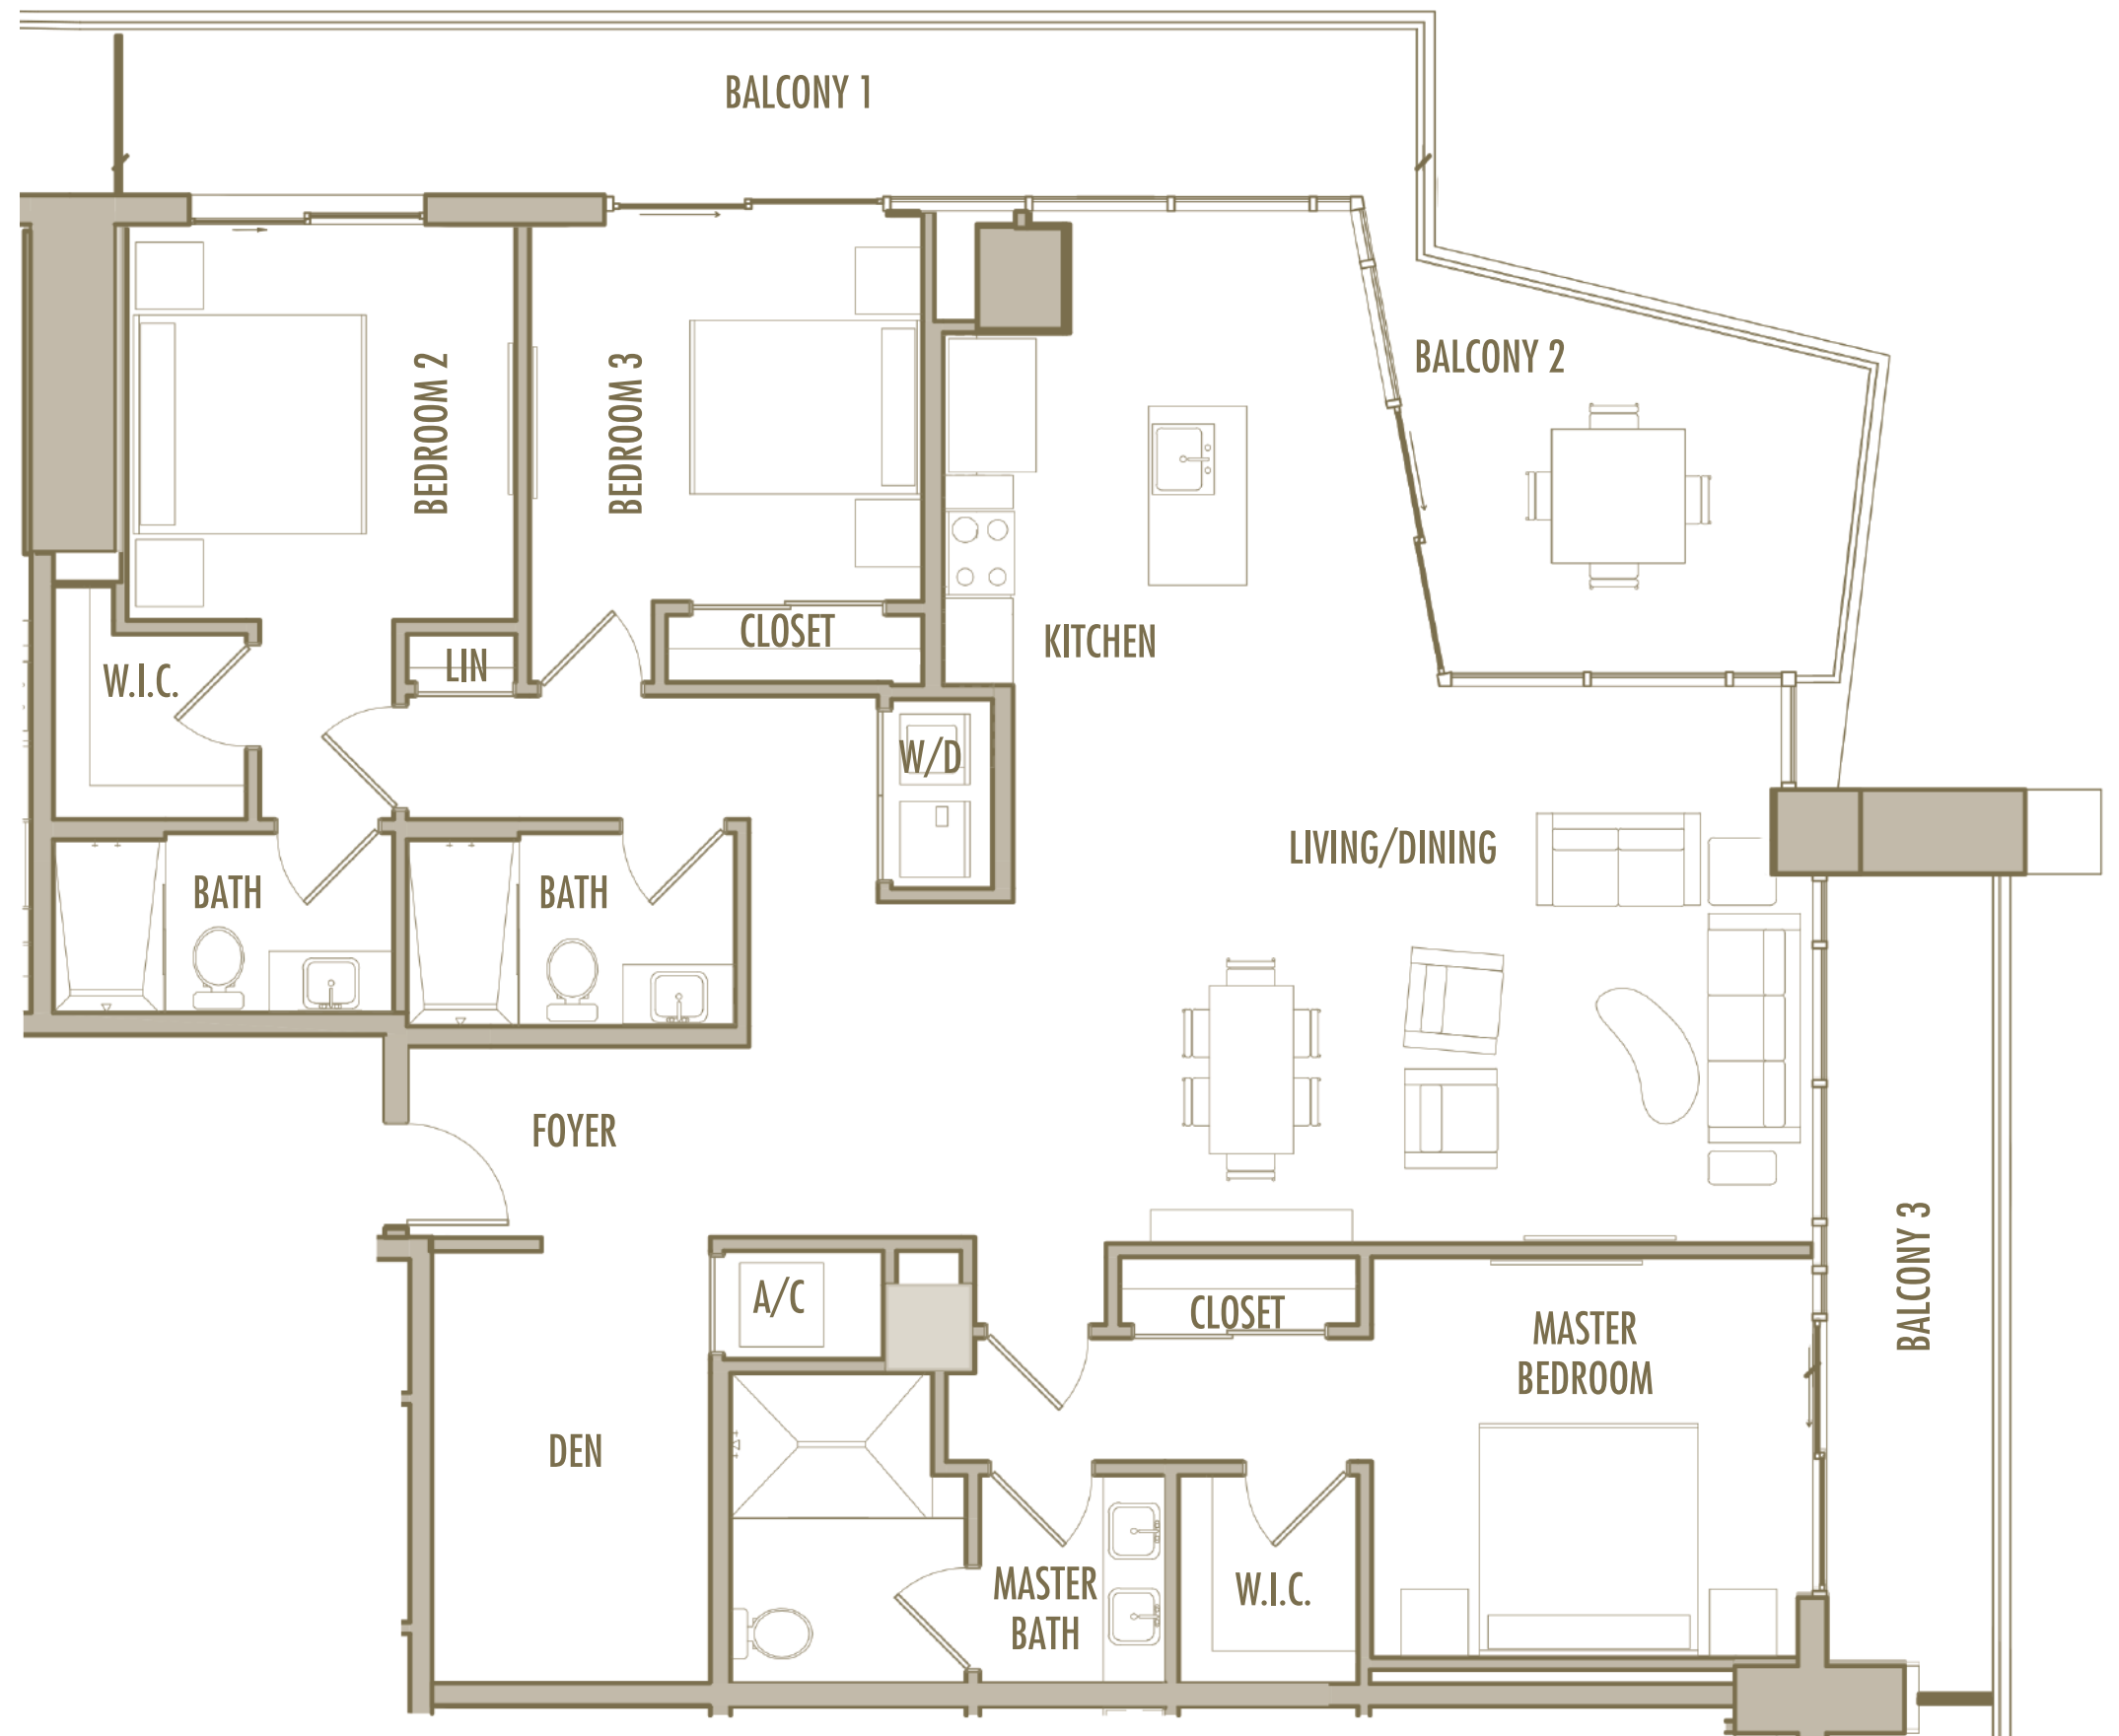 BALCONY 1
BALCONY 2
BEDROOM 2
BEDROOM 3
CLOSET
KITCHEN
LIN
W.I.C.
W/D
LIVING/DINING
BATH
BATH
FOYER
BALCONY 3
A/C
CLOSET
MASTER
BEDROOM
DEN
MASTER
BATH
W.I.C.